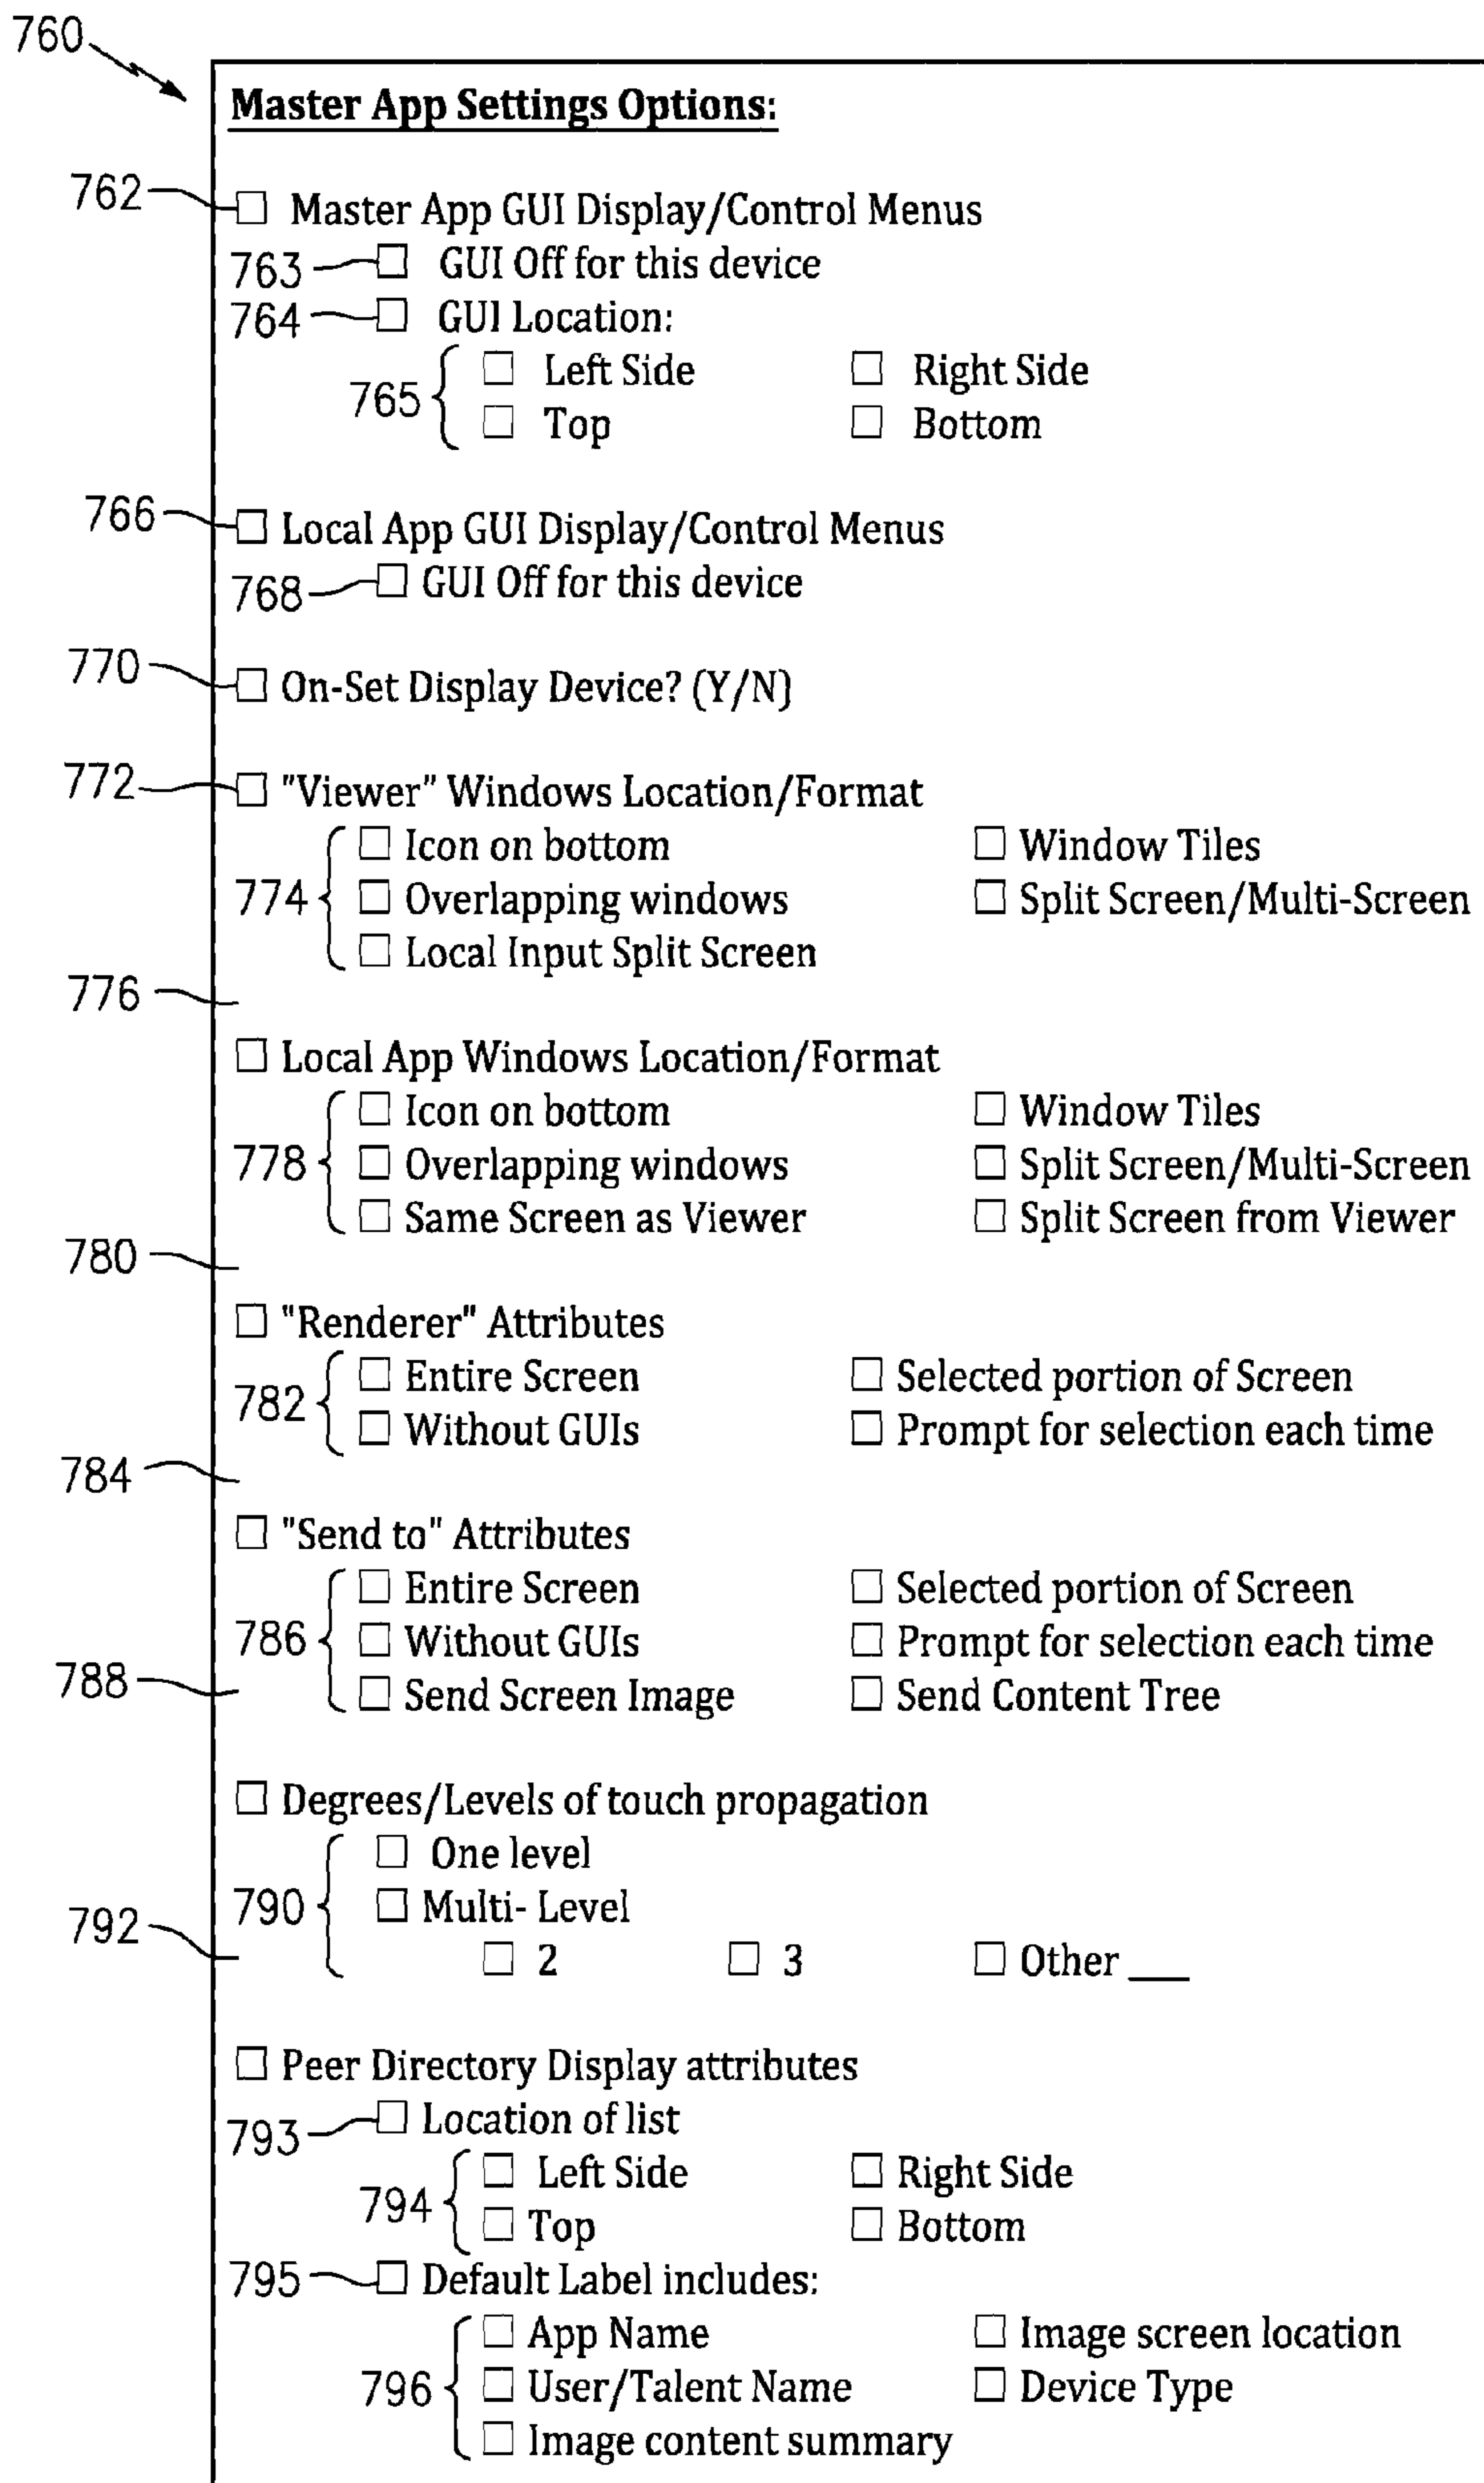 760
Master App Settings Options:
762 ☐ Master App GUI Display/Control Menus
763 ☐ GUI Off for this device
764 ☐ GUI Location:
765 ☐ Left Side ☐ Right Side
☐ Top ☐ Bottom
766 ☐ Local App GUI Display/Control Menus
768 ☐ GUI Off for this device
770 ☐ On-Set Display Device? (Y/N)
772 ☐ "Viewer" Windows Location/Format
☐ Icon on bottom ☐ Window Tiles
774 ☐ Overlapping windows ☐ Split Screen/Multi-Screen
☐ Local Input Split Screen
776
☐ Local App Windows Location/Format
☐ Icon on bottom ☐ Window Tiles
778 ☐ Overlapping windows ☐ Split Screen/Multi-Screen
☐ Same Screen as Viewer ☐ Split Screen from Viewer
780
☐ "Renderer" Attributes
782 ☐ Entire Screen ☐ Selected portion of Screen
☐ Without GUIs ☐ Prompt for selection each time
784
☐ "Send to" Attributes
☐ Entire Screen ☐ Selected portion of Screen
786 ☐ Without GUIs ☐ Prompt for selection each time
788 ☐ Send Screen Image ☐ Send Content Tree
☐ Degrees/Levels of touch propagation
☐ One level
790 ☐ Multi- Level
792 ☐ 2 ☐ 3 ☐ Other ___
☐ Peer Directory Display attributes
793 ☐ Location of list
794 ☐ Left Side ☐ Right Side
☐ Top ☐ Bottom
795 ☐ Default Label includes:
☐ App Name ☐ Image screen location
796 ☐ User/Talent Name ☐ Device Type
☐ Image content summary